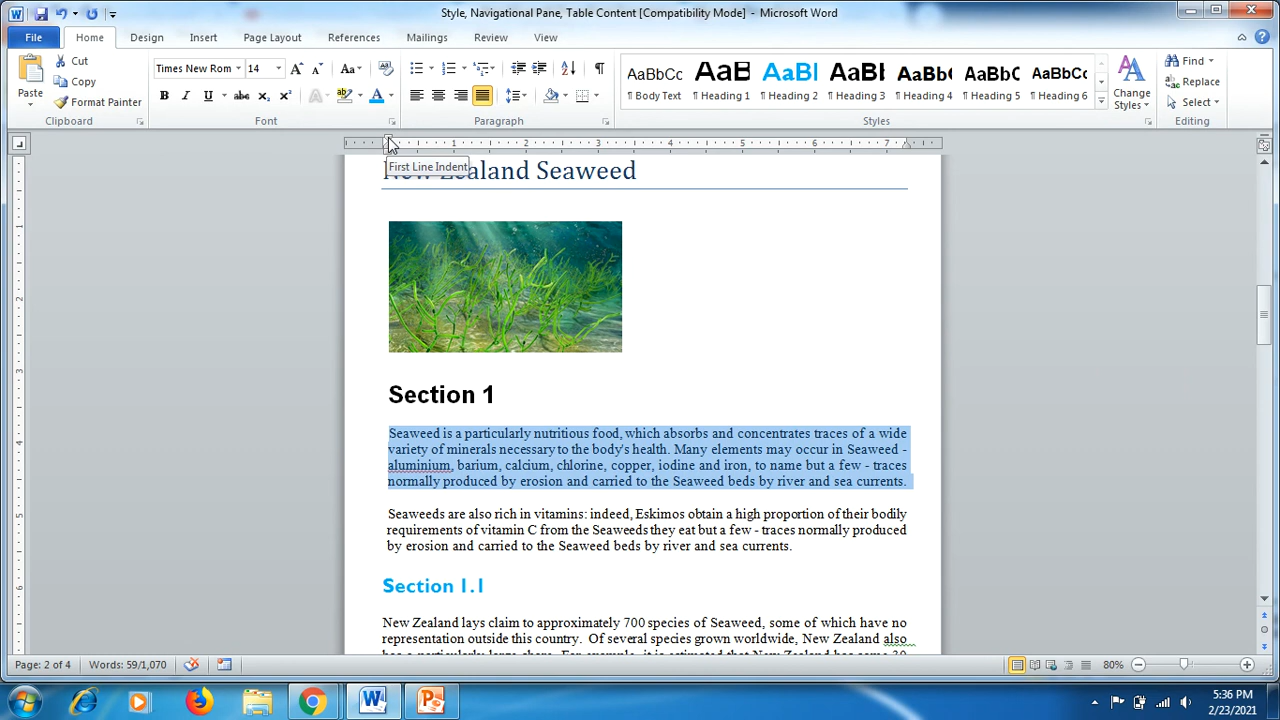 Style, Navigational Pane, Table Content [Compatibility Mode] - Microsoft Word
File Home Insert Design Page Layout References Mailings Review View
Paste
Cut
Copy
Format Painter
Clipboard
Times New Rom 14
Font
Paragraph
AaBbCc AaB AaBl AaBb( AaBbC AaBbC AaBbCc
¶ Body Text ¶ Heading 1 ¶ Heading 2 ¶ Heading 3 ¶ Heading 4 ¶ Heading 5 ¶ Heading 6
Change
Styles
Styles
Find
Replace
Select
Editing
1 2 3 4 5 6 7
First Line Indent
New Zealand Seaweed
Section 1
Seaweed is a particularly nutritious food, which absorbs and concentrates traces of a wide
variety of minerals necessary to the body's health. Many elements may occur in Seaweed -
aluminium, barium, calcium, chlorine, copper, iodine and iron, to name but a few - traces
normally produced by erosion and carried to the Seaweed beds by river and sea currents.
Seaweeds are also rich in vitamins: indeed, Eskimos obtain a high proportion of their bodily
requirements of vitamin C from the Seaweeds they eat but a few - traces normally produced
by erosion and carried to the Seaweed beds by river and sea currents.
Section 1.1
New Zealand lays claim to approximately 700 species of Seaweed, some of which have no
representation outside this country. Of several species grown worldwide, New Zealand also
Page: 2 of 4 Words: 59/1,070 80%
5:36 PM
2/23/2021